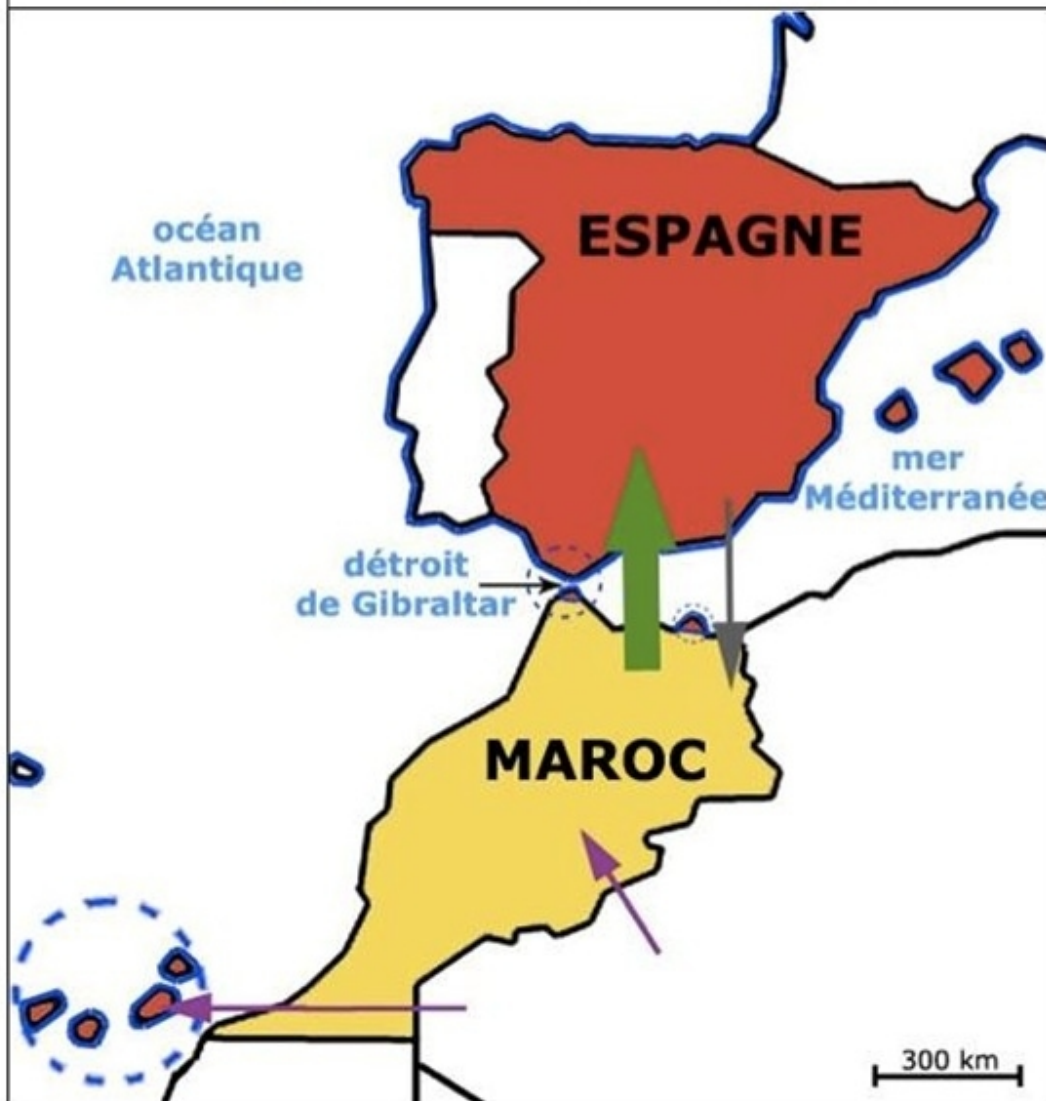 ESPAGNE
océan
Atlantique
mer
Méditerranée
détroit
de Gibraltar
MAROC
300 km